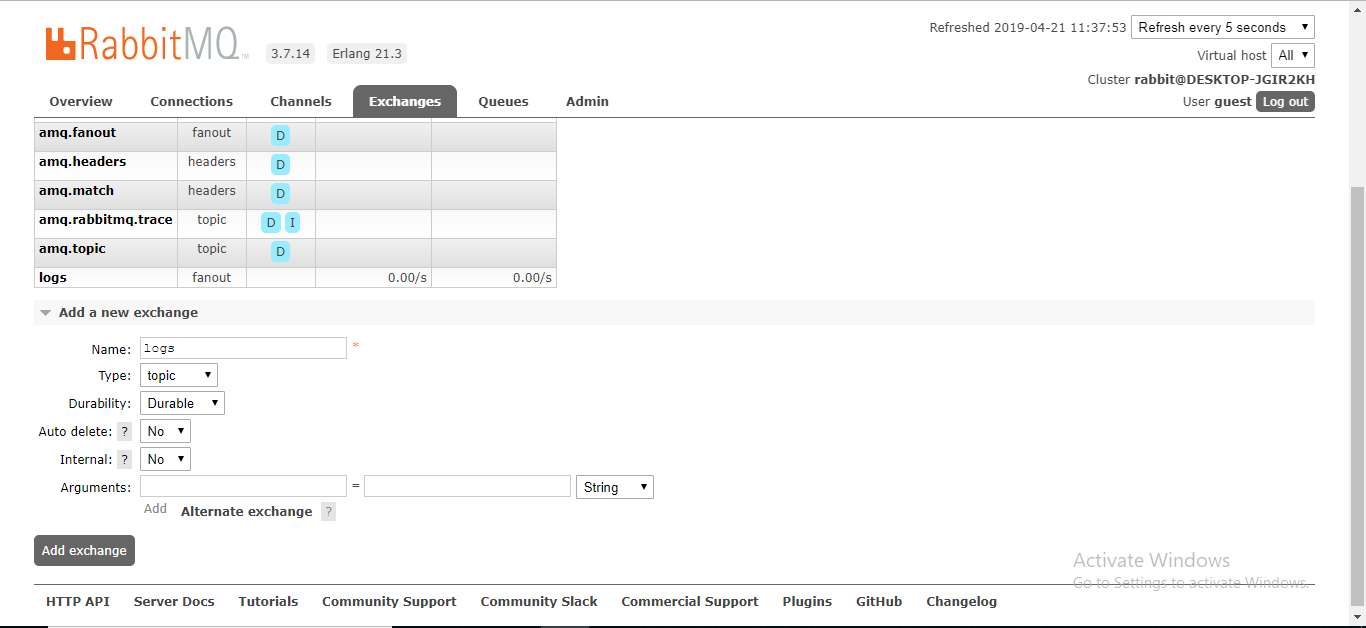 RabbitMQ TM 3.7.14 Erlang 21.3
Refreshed 2019-04-21 11:37:53 Refresh every 5 seconds
Virtual host All
Cluster rabbit@DESKTOP-JGIR2KH
User guest Log out
Overview Connections Channels Exchanges Queues Admin
amq.fanout fanout D
amq.headers headers D
amq.match headers D
amq.rabbitmq.trace topic D I
amq.topic topic D
logs fanout 0.00/s 0.00/s
Add a new exchange
Name: logs *
Type: topic
Durability: Durable
Auto delete: ? No
Internal: ? No
Arguments: = String
Add Alternate exchange ?
Add exchange
Activate Windows
Go to Settings to activate Windows.
HTTP API Server Docs Tutorials Community Support Community Slack Commercial Support Plugins GitHub Changelog